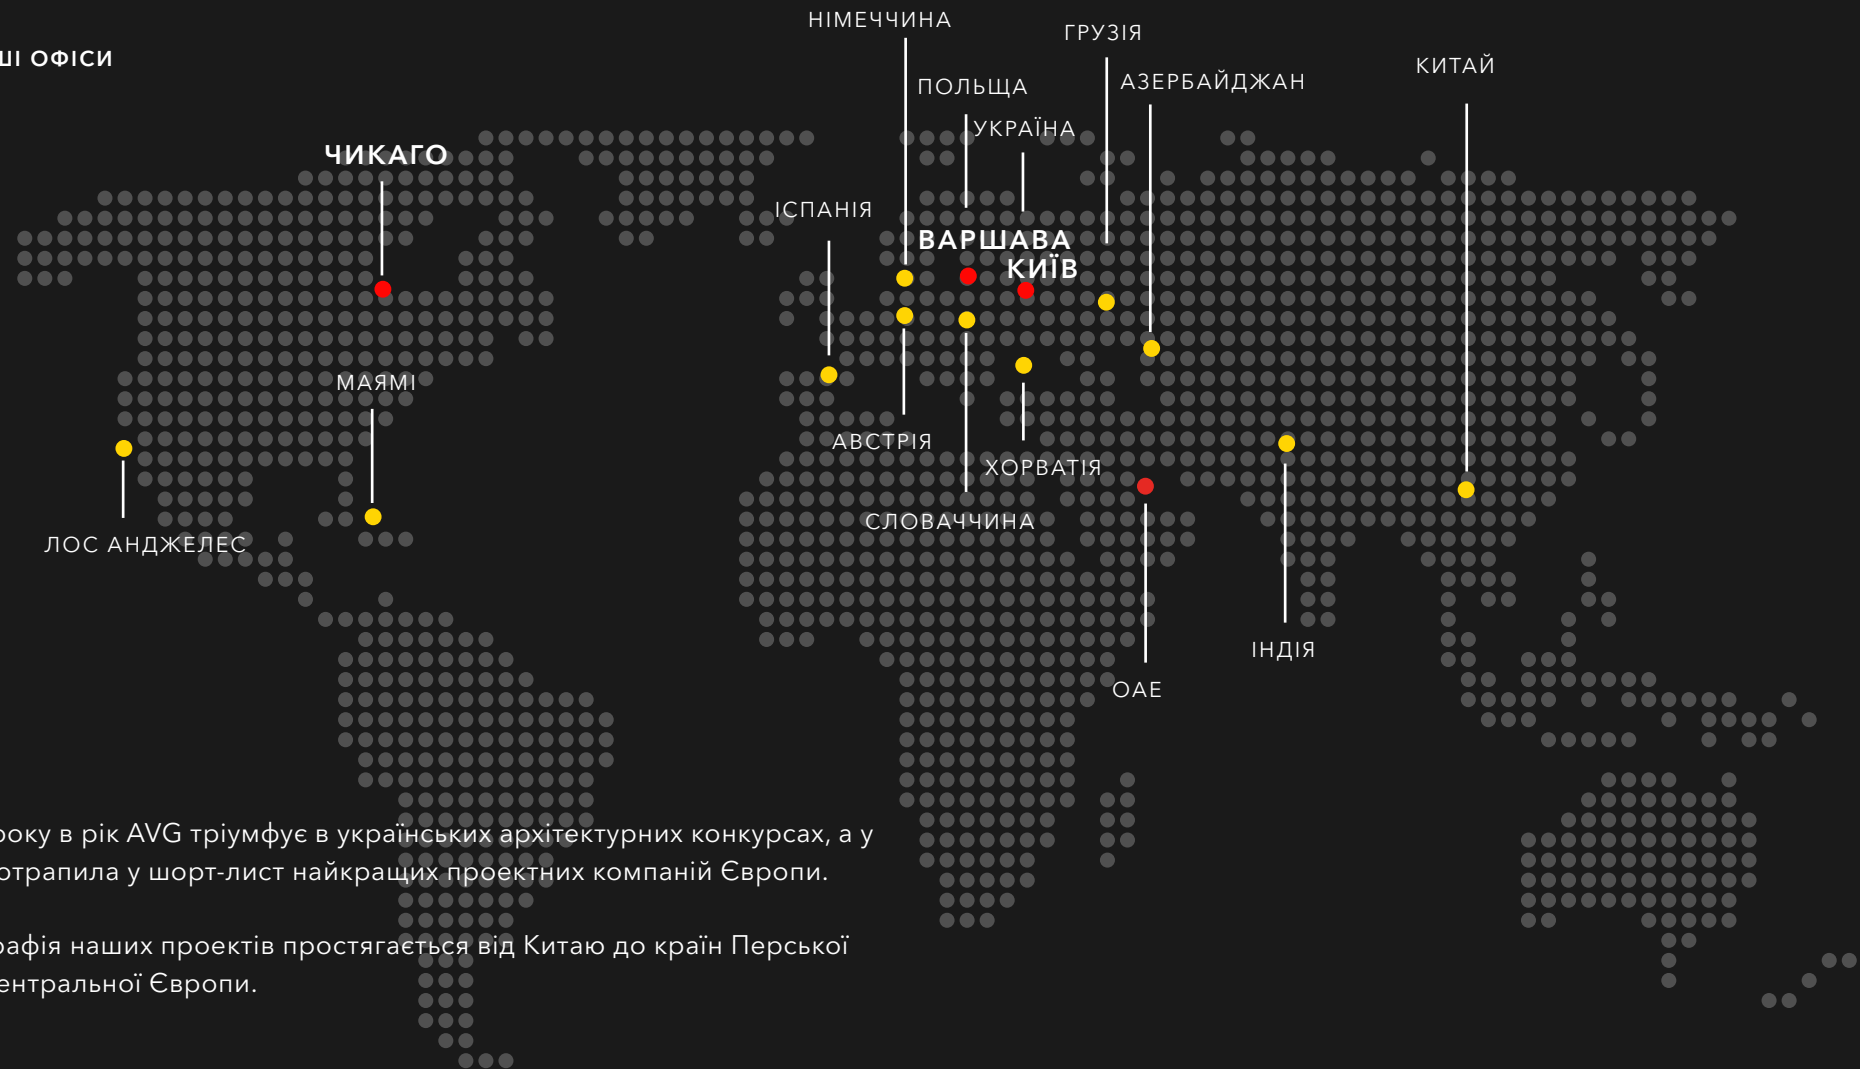 НІМЕЧЧИНА
ГРУЗІЯ
ШІ ОФІСИ
КИТАЙ
ПОЛЬЩА
АЗЕРБАЙДЖАН
УКРАЇНА
ЧИКАГО
ІСПАНІЯ
ВАРШАВА
КИЇВ
МАЯМІ
АВСТРІЯ
ХОРВАТІЯ
СЛОВАЧЧИНА
ЛОС АНДЖЕЛЕС
ІНДІЯ
ОАЕ
року в рік AVG тріумфує в українських архітектурних конкурсах, а у
отрапила у шорт-лист найкращих проектних компаній Європи.
рафія наших проектів простягається від Китаю до країн Перської
ентральної Європи.